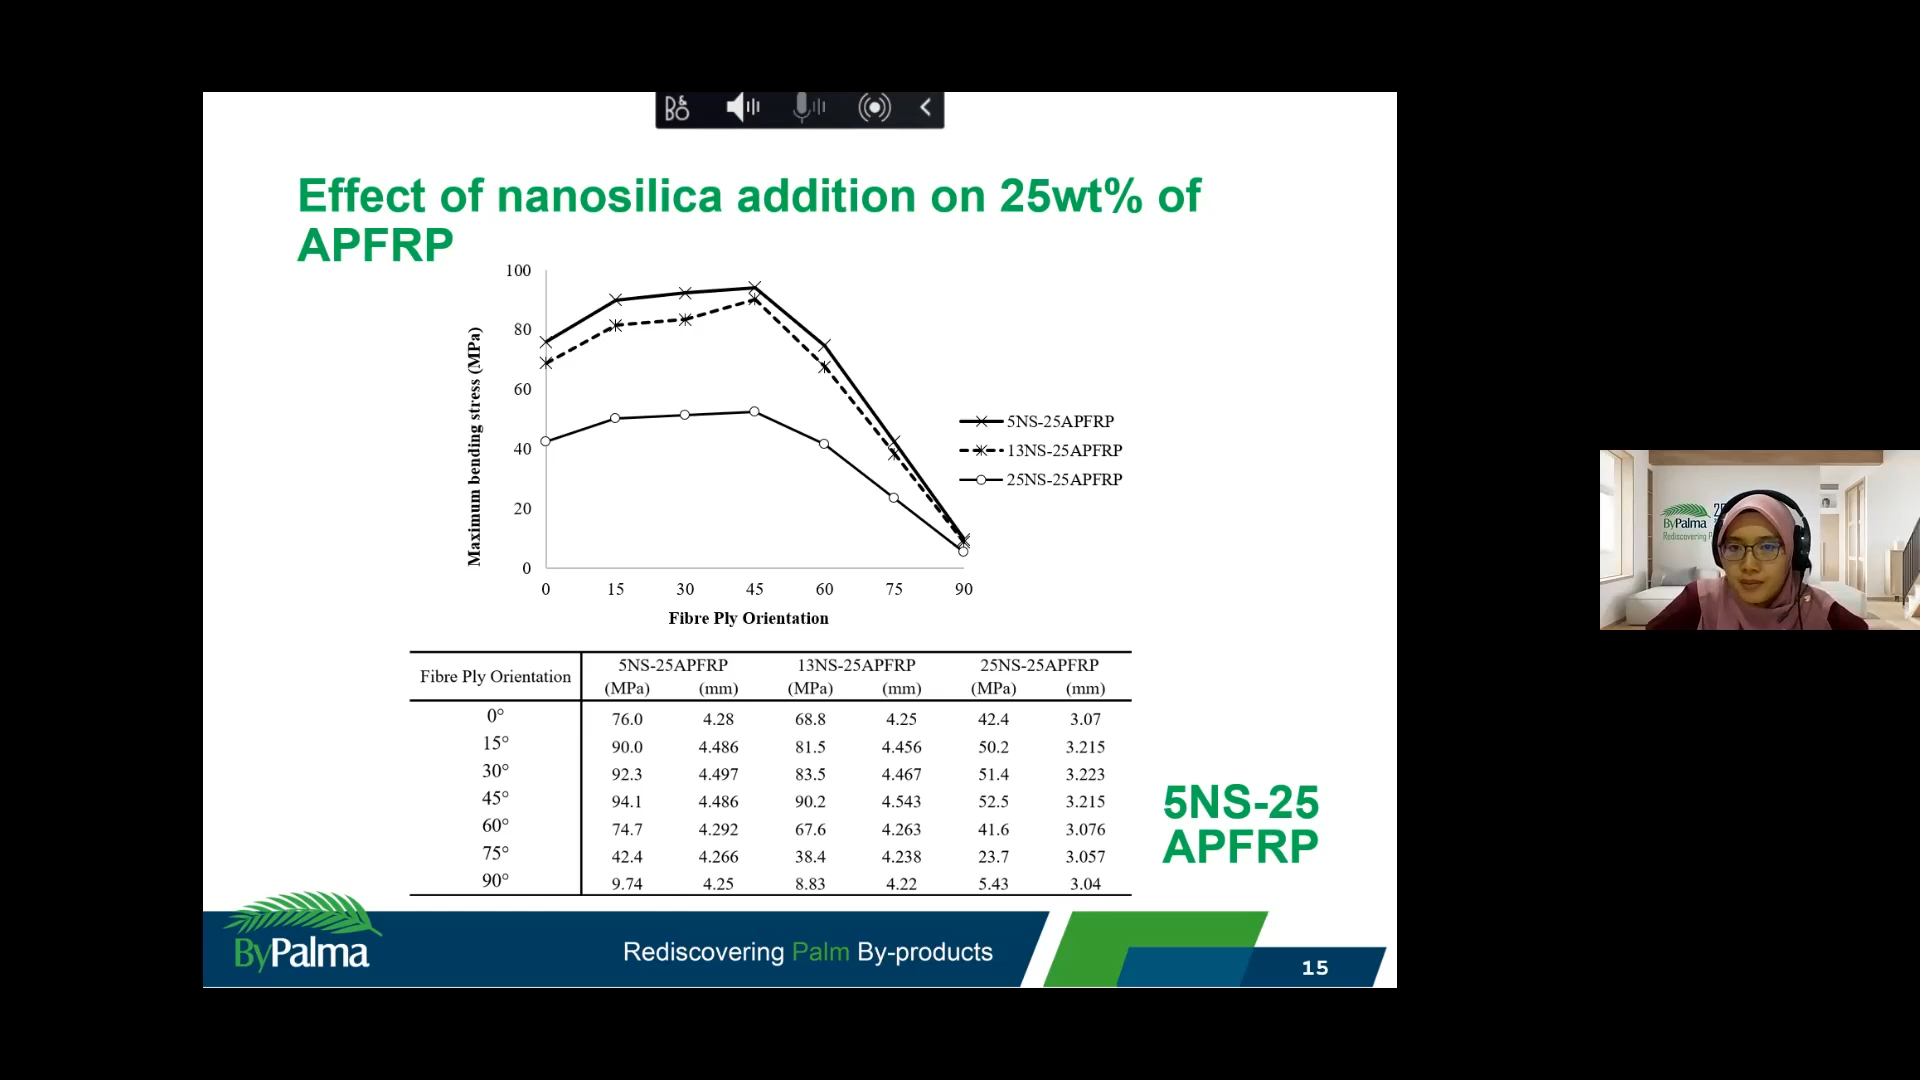 B&O
Effect of nanosilica addition on 25wt% of
APFRP
100
80
60
40
20
0
Maximum bending stress (MPa)
0 15 30 45 60 75 90
Fibre Ply Orientation
5NS-25APFRP
13NS-25APFRP
25NS-25APFRP
Fibre Ply Orientation 5NS-25APFRP 13NS-25APFRP 25NS-25APFRP
(MPa) (mm) (MPa) (mm) (MPa) (mm)
0° 76.0 4.28 68.8 4.25 42.4 3.07
15° 90.0 4.486 81.5 4.456 50.2 3.215
30° 92.3 4.497 83.5 4.467 51.4 3.223
45° 94.1 4.486 90.2 4.543 52.5 3.215
60° 74.7 4.292 67.6 4.263 41.6 3.076
75° 42.4 4.266 38.4 4.238 23.7 3.057
90° 9.74 4.25 8.83 4.22 5.43 3.04
5NS-25
APFRP
ByPalma
Rediscovering Palm By-products
15
ByPalma
Rediscovering